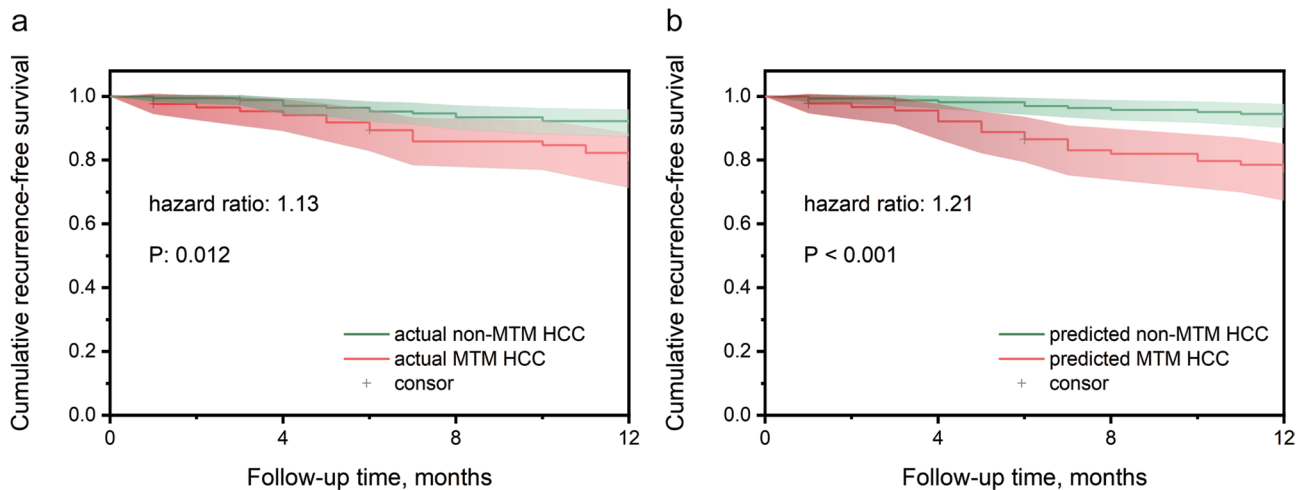 a
Cumulative recurrence-free survival
1.0
0.8
0.6
0.4
0.2
0.0
hazard ratio: 1.13
P: 0.012
actual non-MTM HCC
actual MTM HCC
consor
0
4
8
12
Follow-up time, months
b
Cumulative recurrence-free survival
1.0
0.8
0.6
0.4
0.2
0.0
hazard ratio: 1.21
P < 0.001
predicted non-MTM HCC
predicted MTM HCC
consor
0
4
8
12
Follow-up time, months